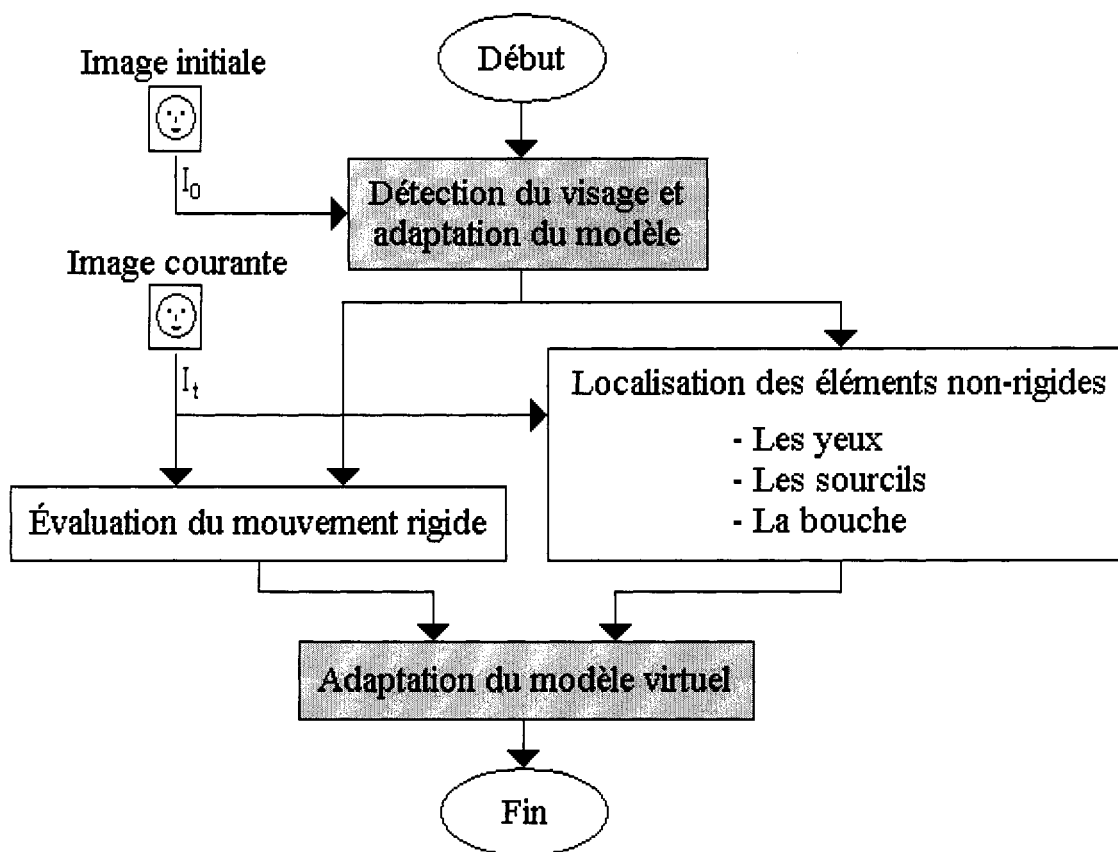 Début
Image initiale
I0
Détection du visage et
adaptation du modèle
Image courante
It
Localisation des éléments non-rigides
- Les yeux
- Les sourcils
- La bouche
Évaluation du mouvement rigide
Adaptation du modèle virtuel
Fin